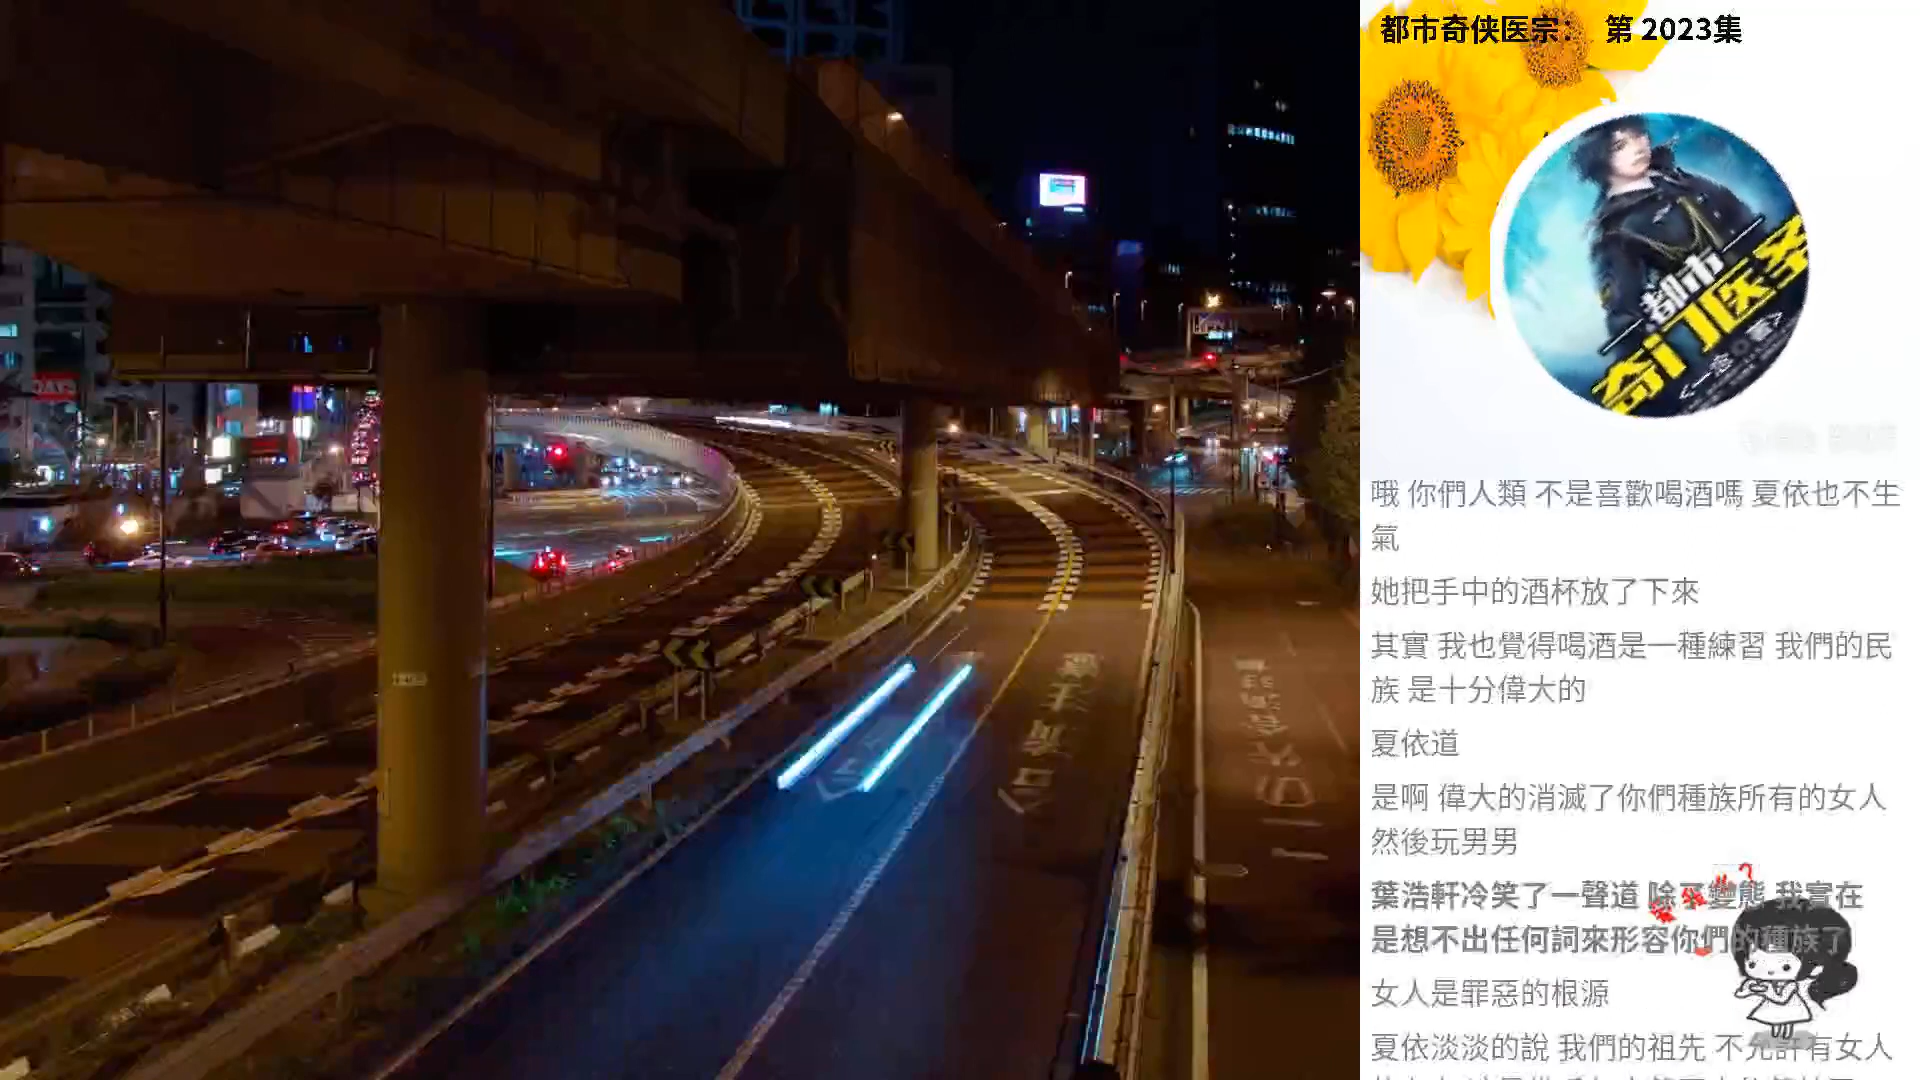 都市奇侠医宗： 第 2023集
都市
奇门医圣
哦 你們人類 不是喜歡喝酒嗎 夏依也不生
氣
她把手中的酒杯放了下來
其實 我也覺得喝酒是一種練習 我們的民
族 是十分偉大的
夏依道
是啊 偉大的消滅了你們種族所有的女人
然後玩男男
葉浩軒冷笑了一聲道 除了變態 我實在
是想不出任何詞來形容你們的種族了
女人是罪惡的根源
夏依淡淡的說 我們的祖先 不允許有女人